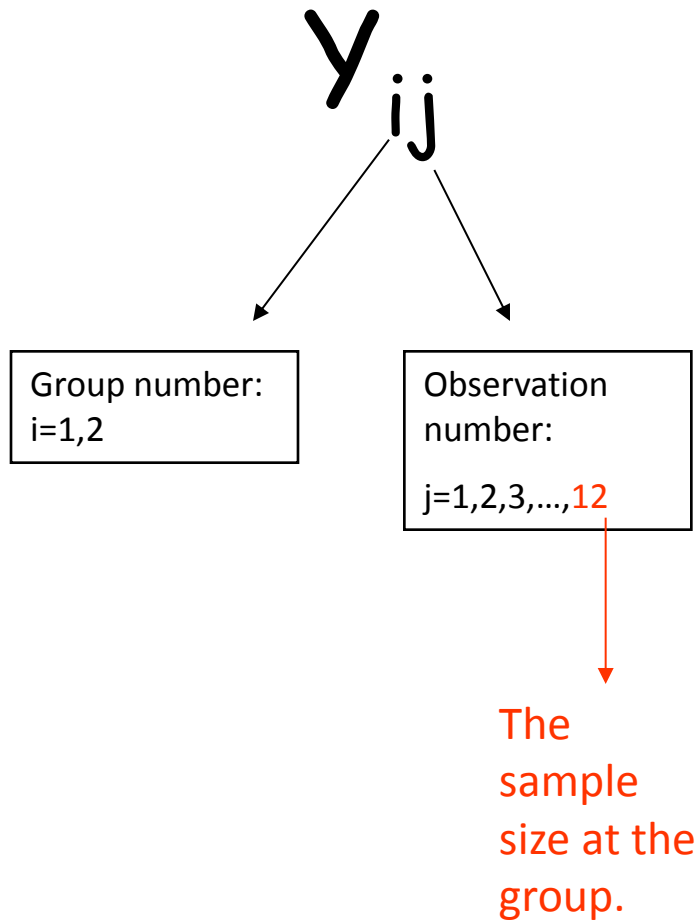 y
ij
Group number:
i=1,2
Observation
number:
j=1,2,3,...,12
The
sample
size at the
group.